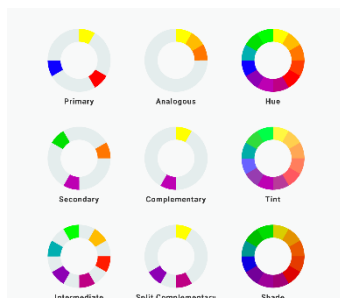 Primary Analogous Hue
Secondary Complementary Tint
Intermediate Split Complementary Shade